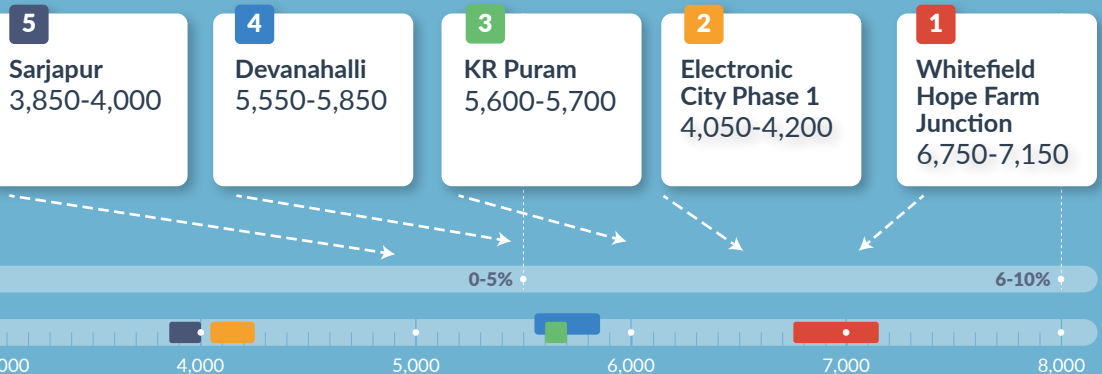 5
Sarjapur
3,850-4,000
4
Devanahalli
5,550-5,850
3
KR Puram
5,600-5,700
2
Electronic
City Phase 1
4,050-4,200
1
Whitefield
Hope Farm
Junction
6,750-7,150
0-5%
6-10%
000
4,000
5,000
6,000
7,000
8,000